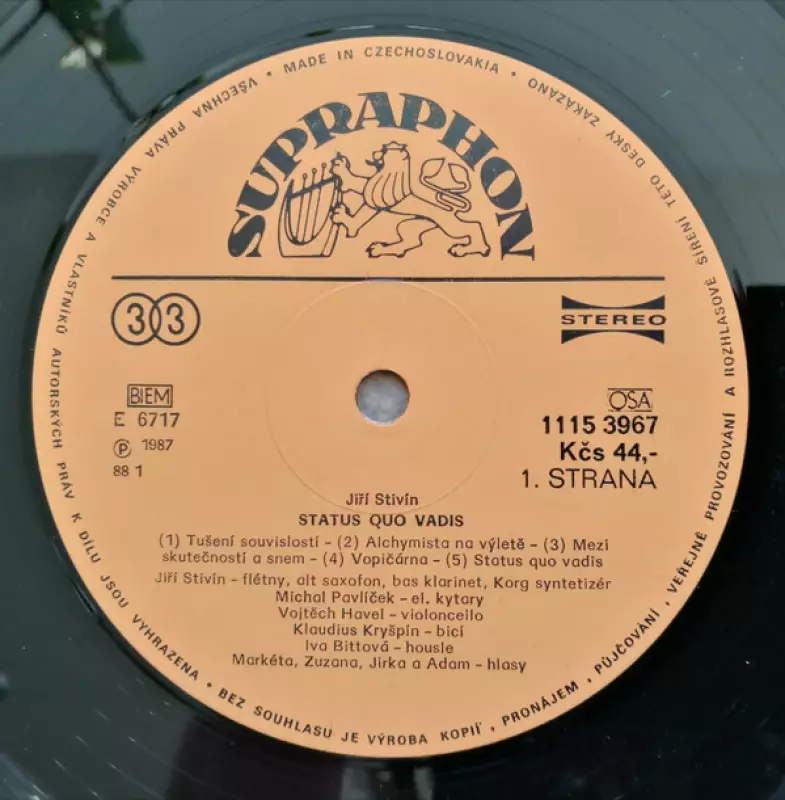 • MADE IN CZECHOSLOVAKIA •
SUPRAPHON
33
STEREO
BIEM
OSA
E 6717
1115 3967
Ⓟ 1987
Kčs 44,-
88 1
1. STRANA
Jiří Stivín
STATUS QUO VADIS
(1) Tušení souvislostí – (2) Alchymista na výletě – (3) Mezi
skutečností a snem – (4) Vopičárna – (5) Status quo vadis
Jiří Stivín – flétny, alt saxofon, bas klarinet, Korg syntetizér
Michal Pavlíček – el. kytary
Vojtěch Havel – violoncello
Klaudius Kryšpín – bicí
Iva Bittová – housle
Markéta, Zuzana, Jirka a Adam – hlasy
VŠECHNA PRÁVA VÝROBCE A VLASTNÍKŮ AUTORSKÝCH PRÁV K DÍLU JSOU VYHRAZENA • BEZ SOUHLASU JE VÝROBA KOPIÍ, PRONÁJEM, PŮJČOVÁNÍ, VEŘEJNÉ PROVOZOVÁNÍ A ROZHLASOVÉ ŠÍŘENÍ TÉTO DESKY ZAKÁZÁNO